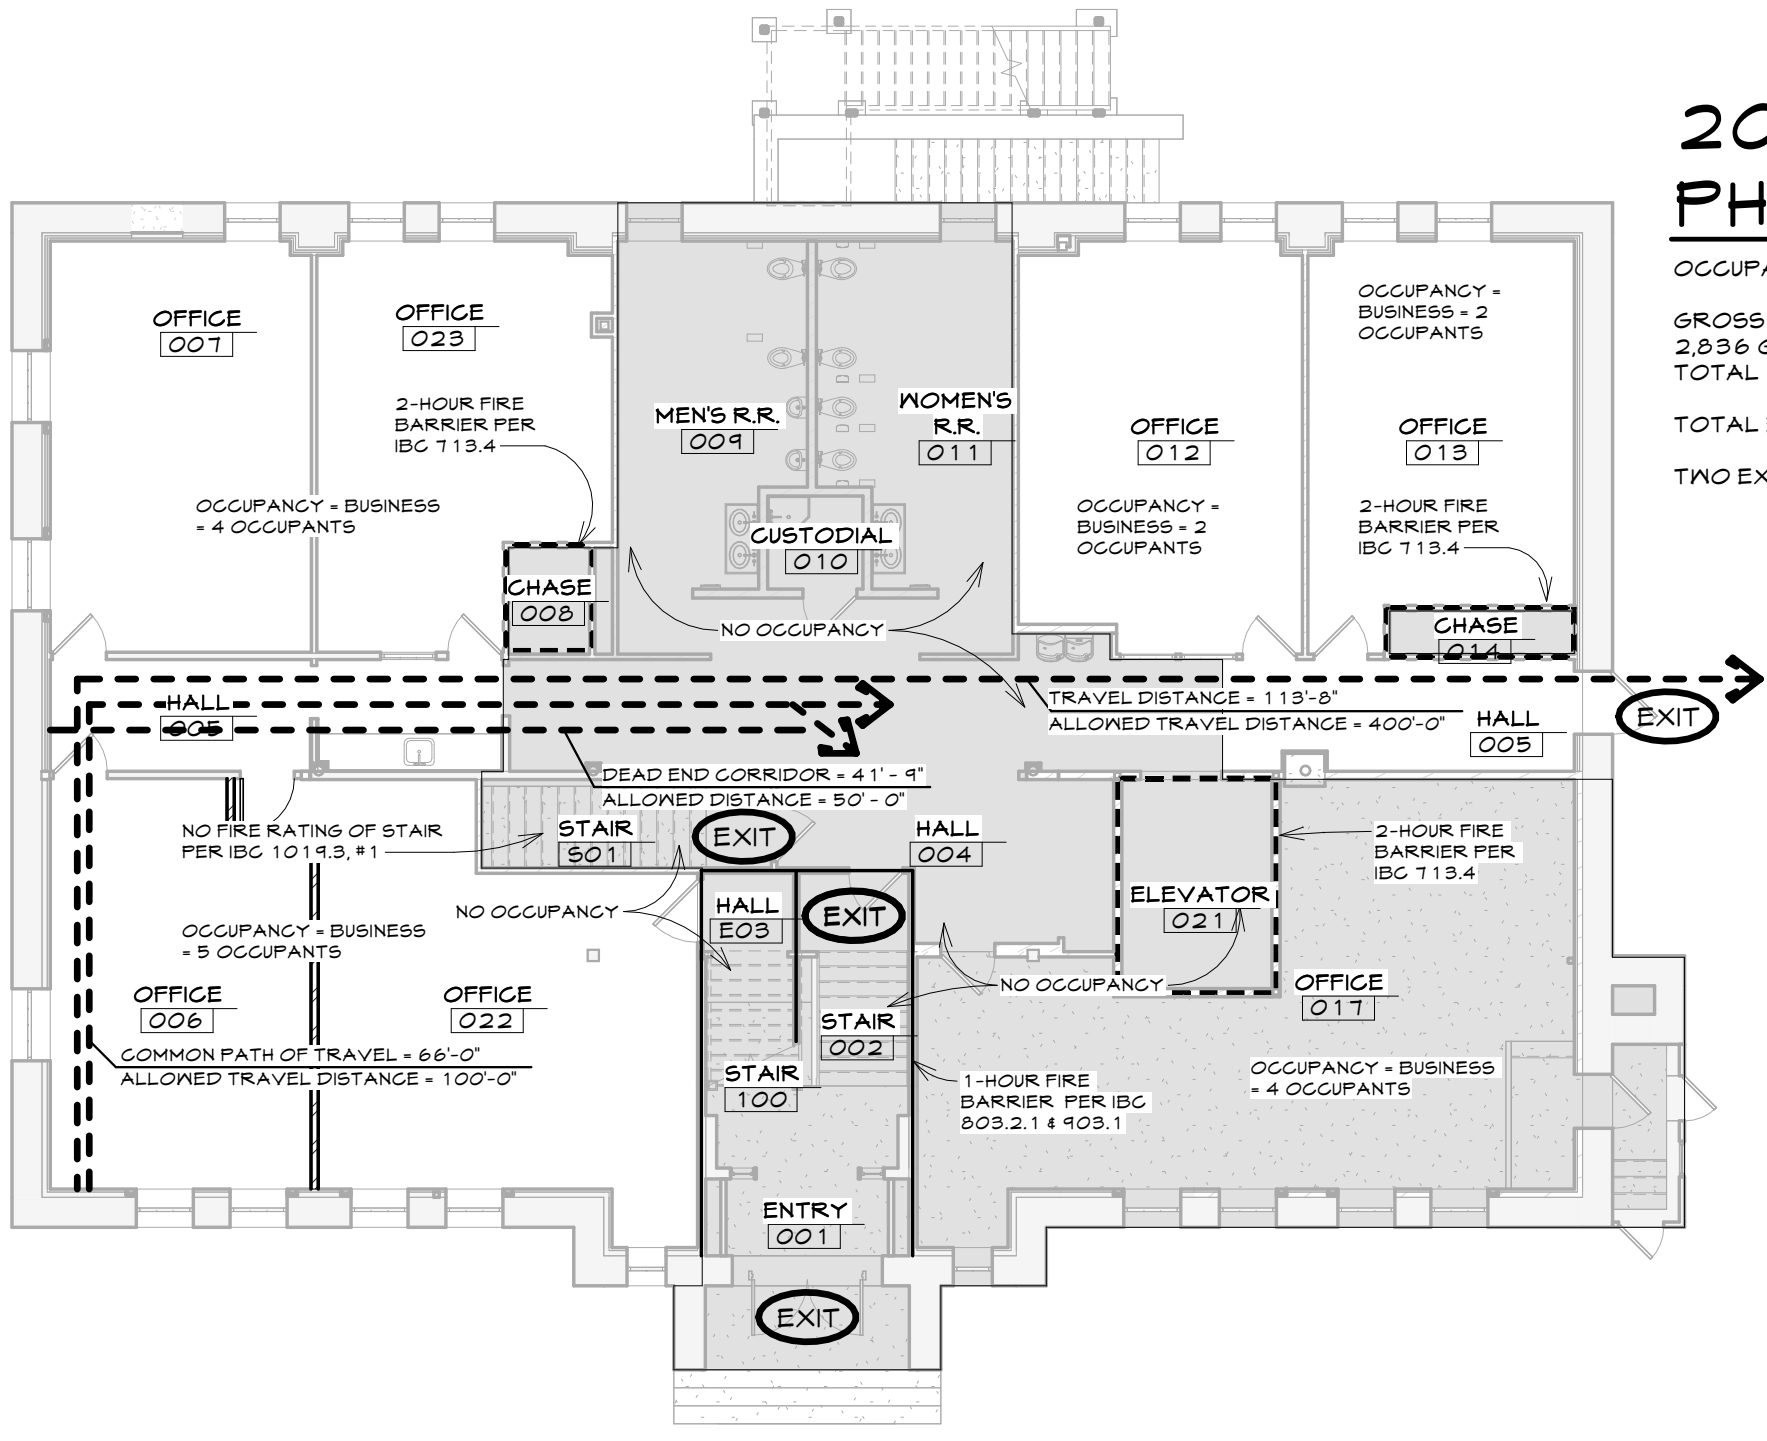 20
PH
OCCUPA
GROSS
2,836 G
TOTAL
TOTAL
TWO EX
OFFICE
007
OFFICE
023
2-HOUR FIRE
BARRIER PER
IBC 713.4
OCCUPANCY = BUSINESS
= 4 OCCUPANTS
CHASE
008
MEN'S R.R.
009
WOMEN'S
R.R.
011
CUSTODIAL
010
NO OCCUPANCY
OFFICE
012
OCCUPANCY =
BUSINESS = 2
OCCUPANTS
OCCUPANCY =
BUSINESS = 2
OCCUPANTS
OFFICE
013
2-HOUR FIRE
BARRIER PER
IBC 713.4
CHASE
014
HALL
005
TRAVEL DISTANCE = 113'-8"
ALLOWED TRAVEL DISTANCE = 400'-0"
HALL
005
EXIT
DEAD END CORRIDOR = 41' - 9"
ALLOWED DISTANCE = 50' - 0"
NO FIRE RATING OF STAIR
PER IBC 1019.3, #1
STAIR
S01
EXIT
HALL
004
2-HOUR FIRE
BARRIER PER
IBC 713.4
ELEVATOR
021
NO OCCUPANCY
HALL
E03
EXIT
OCCUPANCY = BUSINESS
= 5 OCCUPANTS
OFFICE
006
OFFICE
022
NO OCCUPANCY
OFFICE
017
STAIR
002
COMMON PATH OF TRAVEL = 66'-0"
ALLOWED TRAVEL DISTANCE = 100'-0"
STAIR
100
1-HOUR FIRE
BARRIER PER IBC
803.2.1 & 903.1
OCCUPANCY = BUSINESS
= 4 OCCUPANTS
ENTRY
001
EXIT